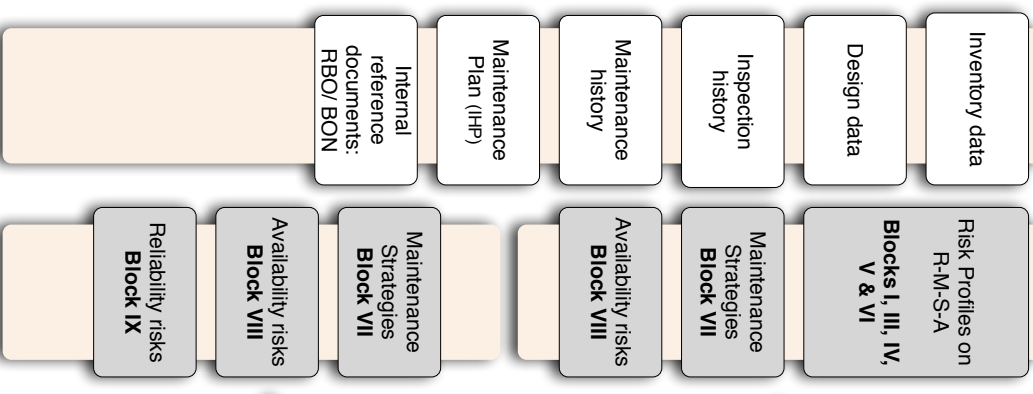 Inventory data
Design data
Inspection
history
Maintenance
history
Maintenance
Plan (IHP)
Internal
reference
documents:
RBO/ BON
Risk Profiles on
R-M-S-A
Blocks I, III, IV,
V & VI
Maintenance
Strategies
Block VII
Availability risks
Block VIII
Maintenance
Strategies
Block VII
Availability risks
Block VIII
Reliability risks
Block IX